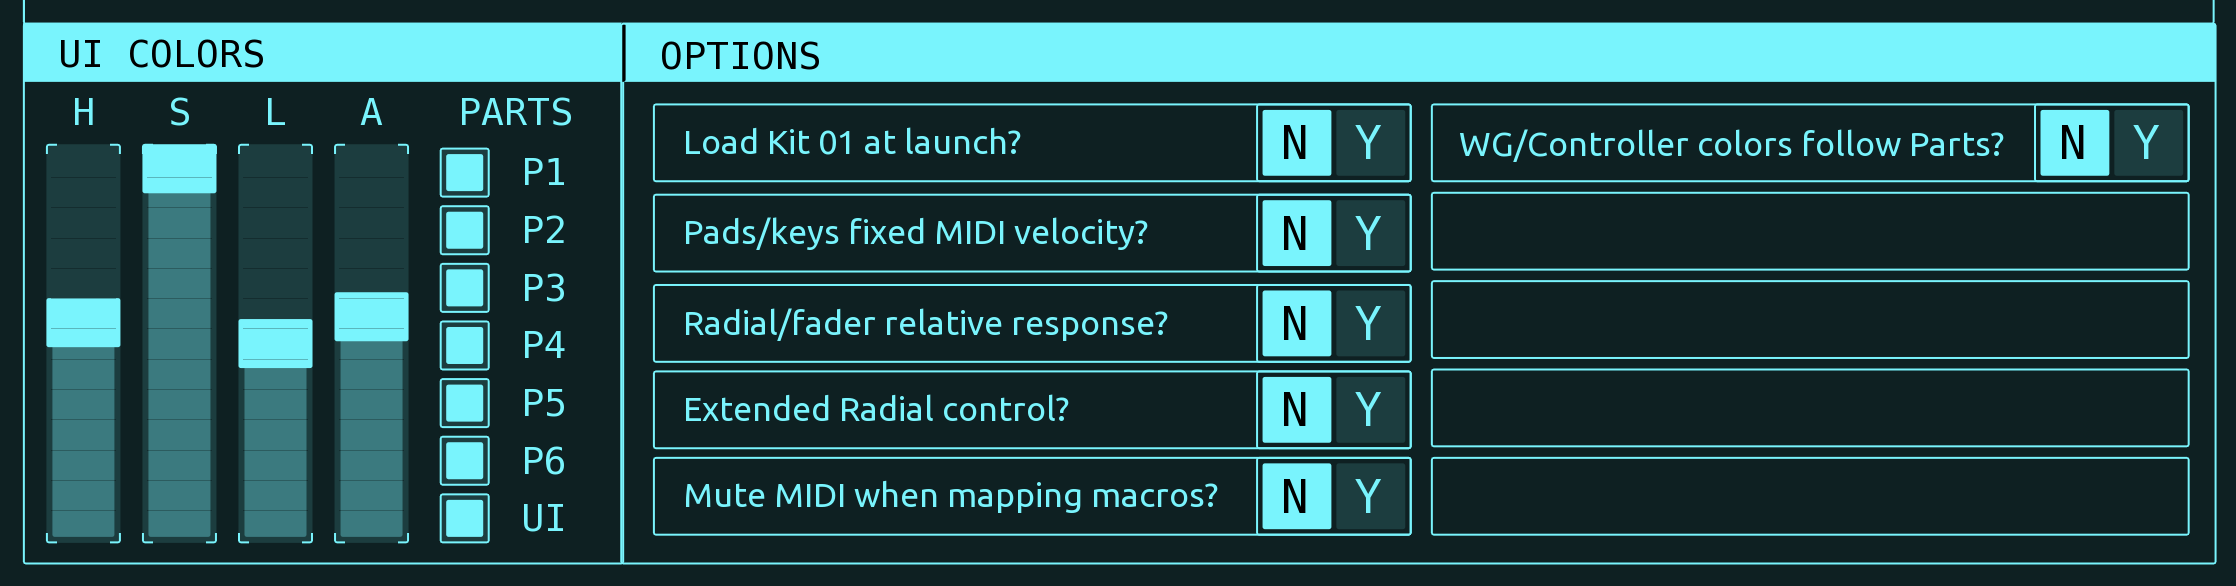 UI COLORS
H S L A PARTS
P1
P2
P3
P4
P5
P6
UI
OPTIONS
Load Kit 01 at launch? N Y
Pads/keys fixed MIDI velocity? N Y
Radial/fader relative response? N Y
Extended Radial control? N Y
Mute MIDI when mapping macros? N Y
WG/Controller colors follow Parts? N Y